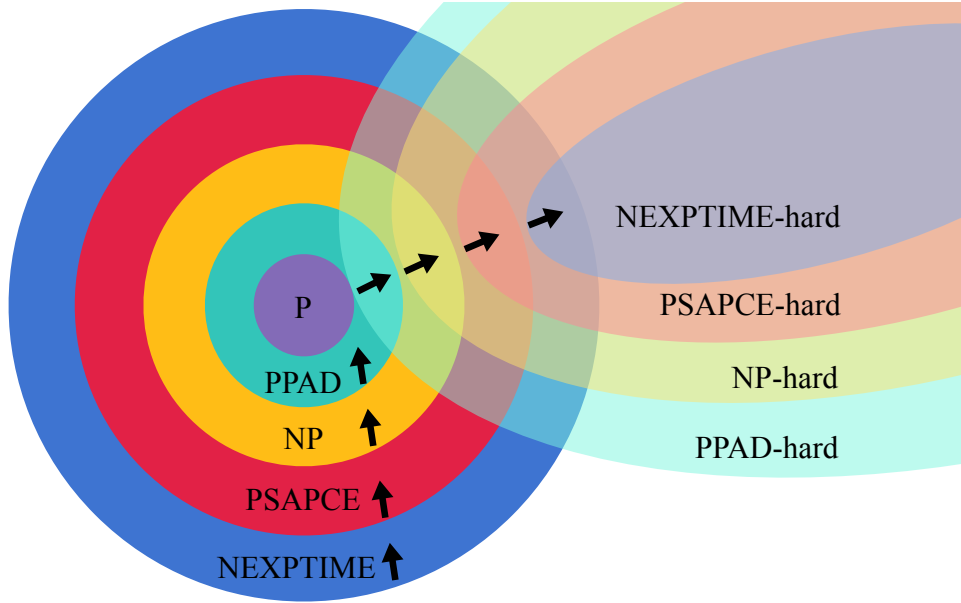 P
PPAD
NP
PSAPCE
NEXPTIME
NEXPTIME-hard
PSAPCE-hard
NP-hard
PPAD-hard